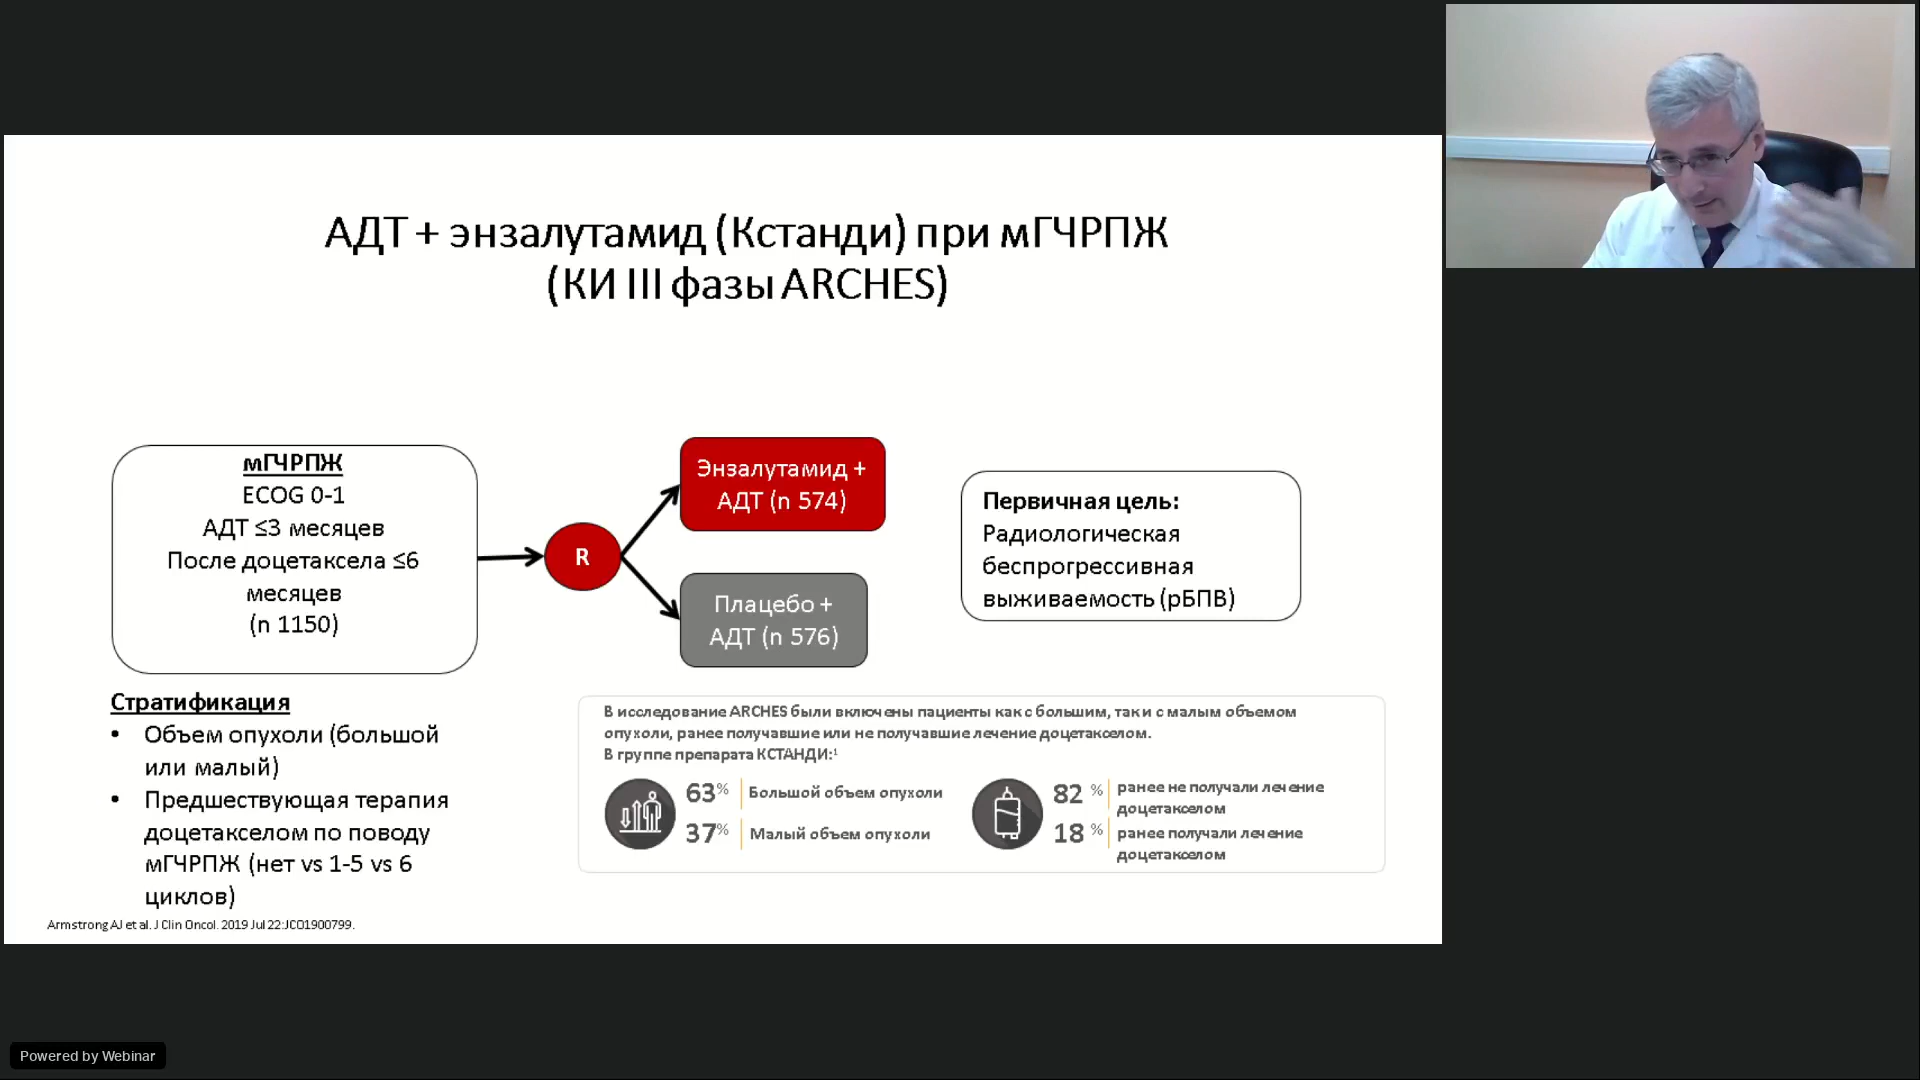 АДТ + энзалутамид (Кстанди) при мГЧРПЖ
(КИ III фазы ARCHES)
мГЧРПЖ
ECOG 0-1
АДТ ≤3 месяцев
После доцетаксела ≤6
месяцев
(n 1150)
R
Энзалутамид +
АДТ (n 574)
Плацебо +
АДТ (n 576)
Первичная цель:
Радиологическая
беспрогрессивная
выживаемость (рБПВ)
Стратификация
• Объем опухоли (большой
или малый)
• Предшествующая терапия
доцетакселом по поводу
мГЧРПЖ (нет vs 1-5 vs 6
циклов)
В исследование ARCHES были включены пациенты как с большим, так и с малым объемом
опухоли, ранее получавшие или не получавшие лечение доцетакселом.
В группе препарата КСТАНДИ:¹
63% Большой объем опухоли
37% Малый объем опухоли
82 % ранее не получали лечение
доцетакселом
18 % ранее получали лечение
доцетакселом
Armstrong AJ et al. J Clin Oncol. 2019 Jul 22:JCO1900799.
Powered by Webinar